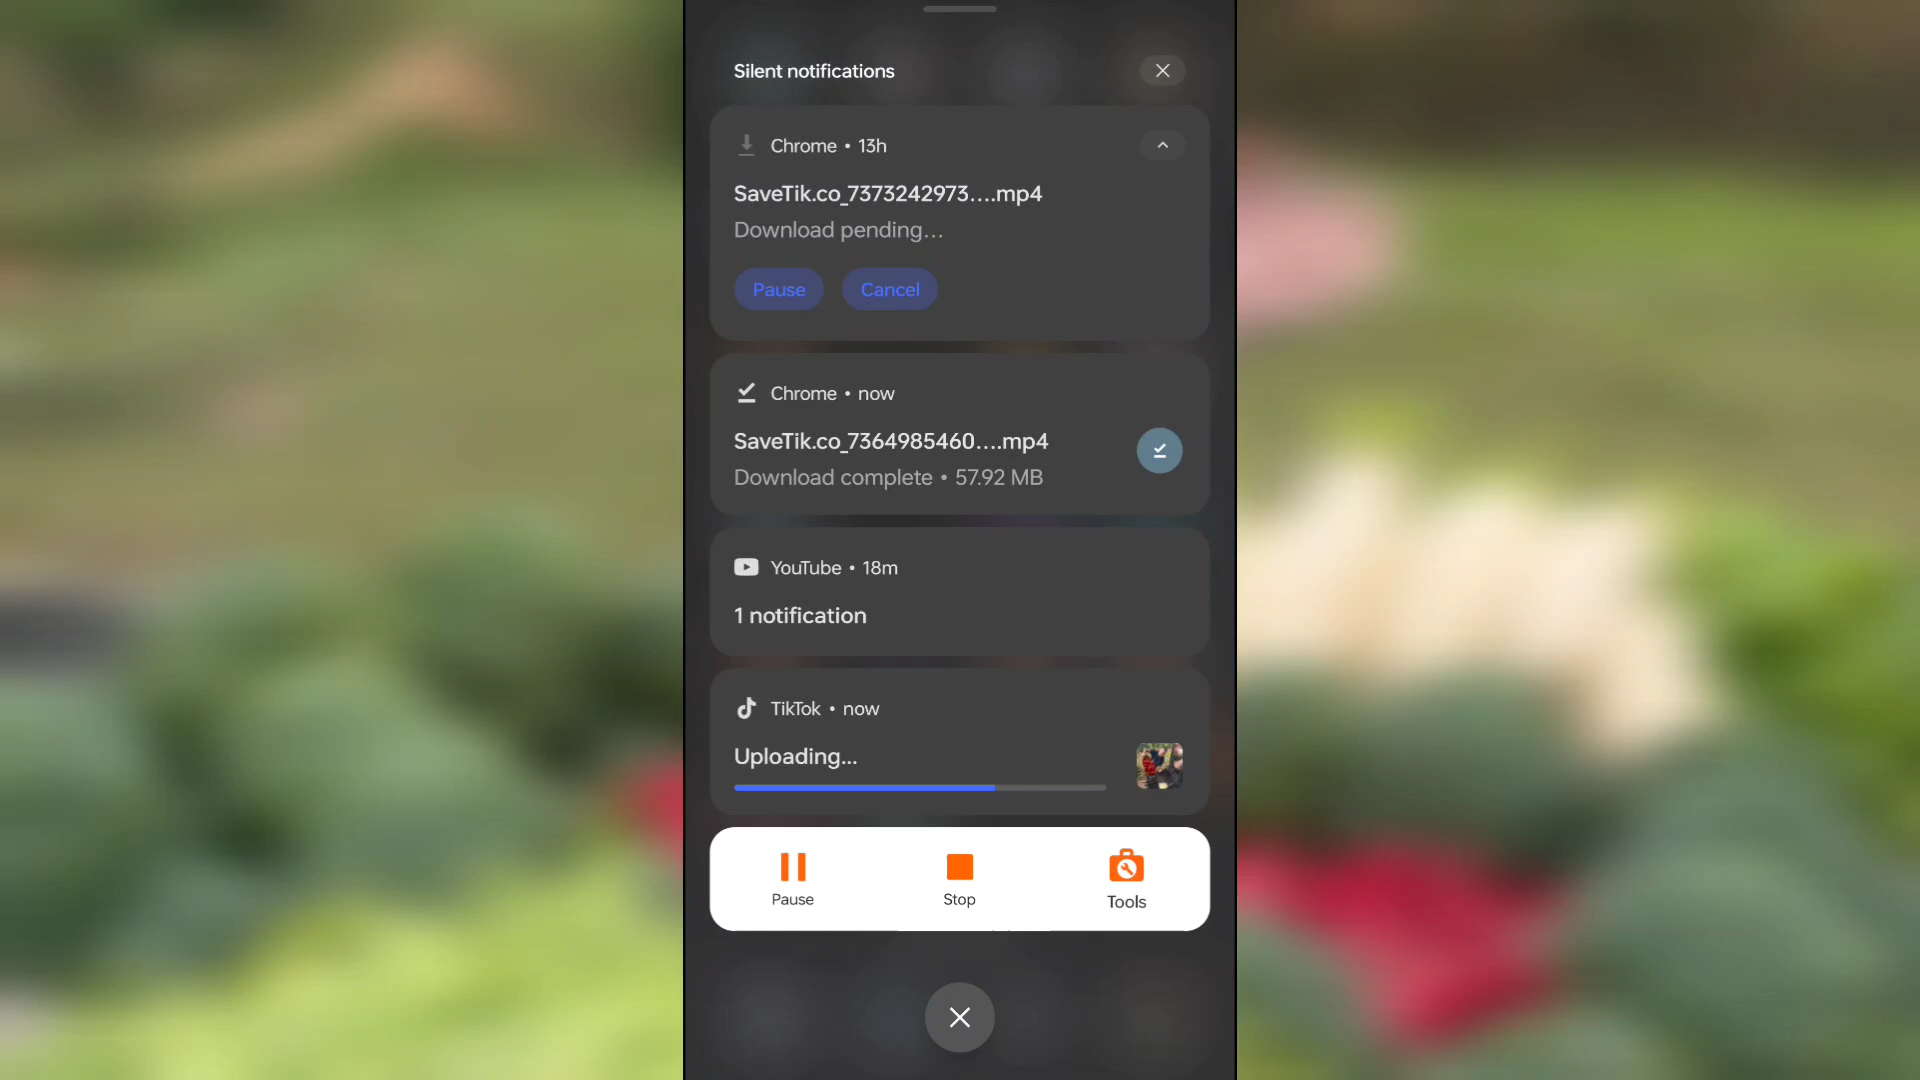 Silent notifications
Chrome • 13h
SaveTik.co_7373242973....mp4
Download pending...
Pause Cancel
Chrome • now
SaveTik.co_7364985460....mp4
Download complete • 57.92 MB
YouTube • 18m
1 notification
TikTok • now
Uploading...
Pause Stop Tools